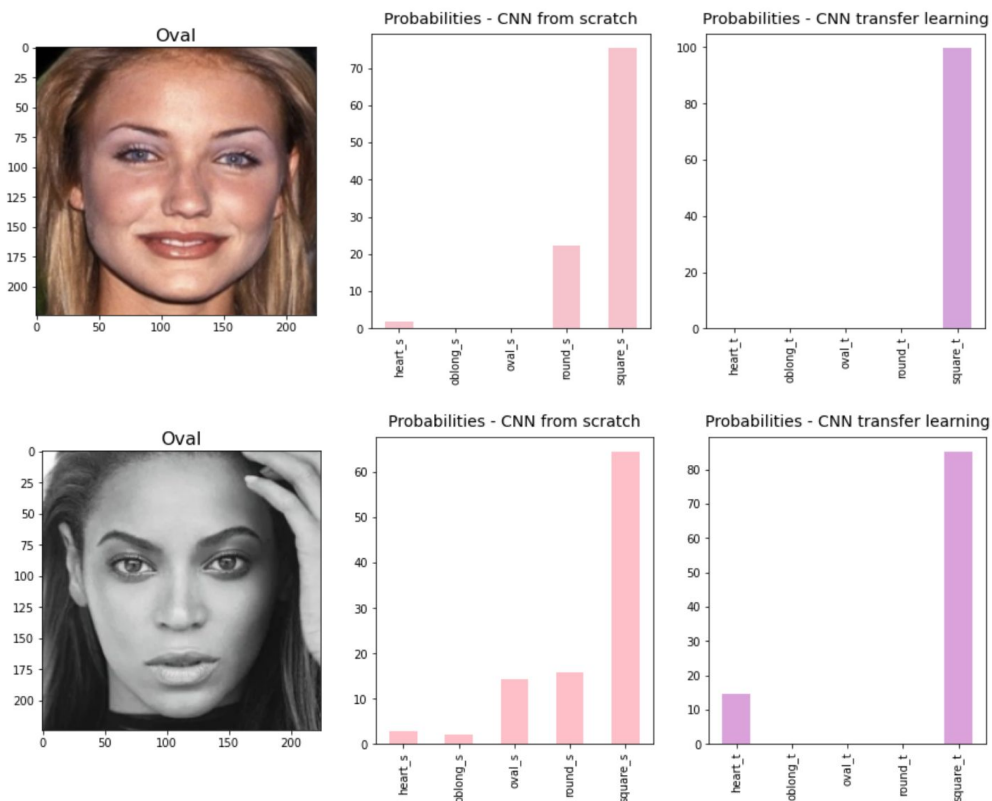 Oval
0
25
50
75
100
125
150
175
200
0 50 100 150 200
Probabilities - CNN from scratch
70
60
50
40
30
20
10
0
heart_s
oblong_s
oval_s
round_s
square_s
Probabilities - CNN transfer learning
100
80
60
40
20
0
heart_t
oblong_t
oval_t
round_t
square_t
Oval
0
25
50
75
100
125
150
175
200
0 50 100 150 200
Probabilities - CNN from scratch
60
50
40
30
20
10
0
heart_s
oblong_s
oval_s
round_s
square_s
Probabilities - CNN transfer learning
80
70
60
50
40
30
20
10
0
heart_t
oblong_t
oval_t
round_t
square_t